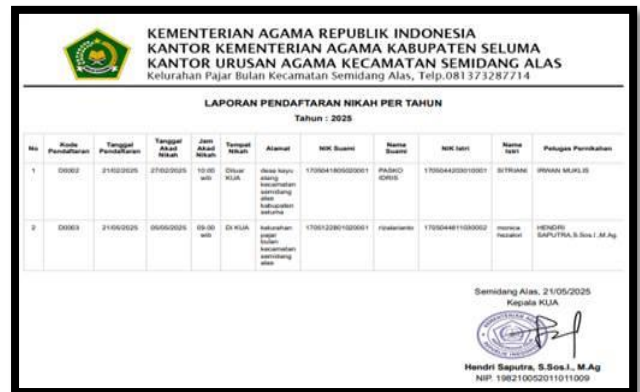 KEMENTERIAN AGAMA REPUBLIK INDONESIA
KANTOR KEMENTERIAN AGAMA KABUPATEN SELUMA
KANTOR URUSAN AGAMA KECAMATAN SEMIDANG ALAS
Kelurahan Pajar Bulan Kecamatan Semidang Alas, Telp.081373287714
LAPORAN PENDAFTARAN NIKAH PER TAHUN
Tahun : 2025
No Kode Pendaftaran Tanggal Pendaftaran Tanggal Akad Nikah Jam Akad Nikah Tempat Nikah Alamat NIK Suami Nama Suami NIK Istri Nama Istri Petugas Pernikahan
1 D0002 21/02/2025 27/02/2025 10:00 wib Diluar KUA desa kayu elang kecamatan semidang alas kabupaten seluma 1705041805020001 PASKO IDRIS 1705044203010001 SITRIANI IRWAN MUKLIS
2 D0003 21/05/2025 05/05/2025 09:00 wib DI KUA kelurahan pajar bulan kecamatan semidang alas 1705122801020001 monica HENDRI SAPUTRA,S.Sos.I.,M.Ag
Semidang Alas, 21/05/2025
Kepala KUA
Hendri Saputra, S.Sos.I., M.Ag
NIP. 198210052011011009